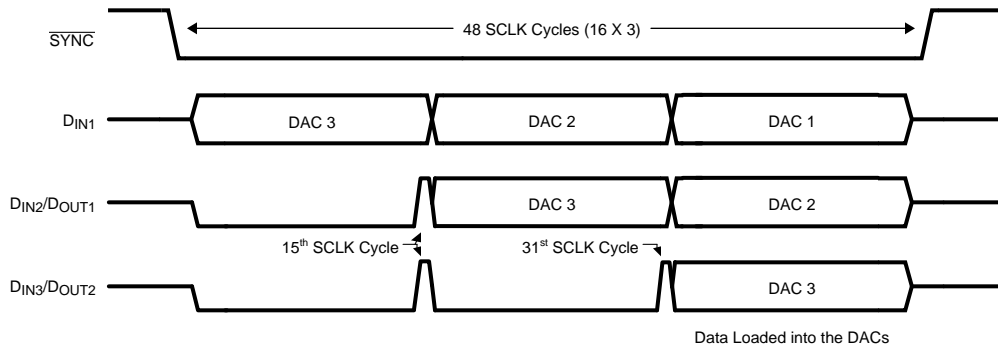 SYNC
48 SCLK Cycles (16 X 3)
DIN1
DAC 3
DAC 2
DAC 1
DIN2/DOUT1
DAC 3
DAC 2
15th SCLK Cycle
31st SCLK Cycle
DIN3/DOUT2
DAC 3
Data Loaded into the DACs